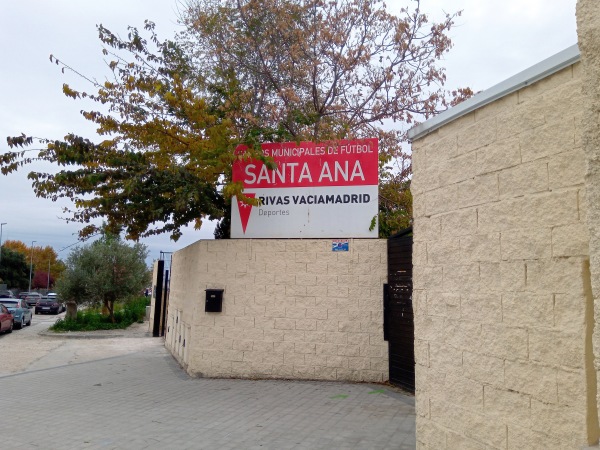 MUNICIPALES DE FÚTBOL
SANTA ANA
RIVAS VACIAMADRID
Deportes